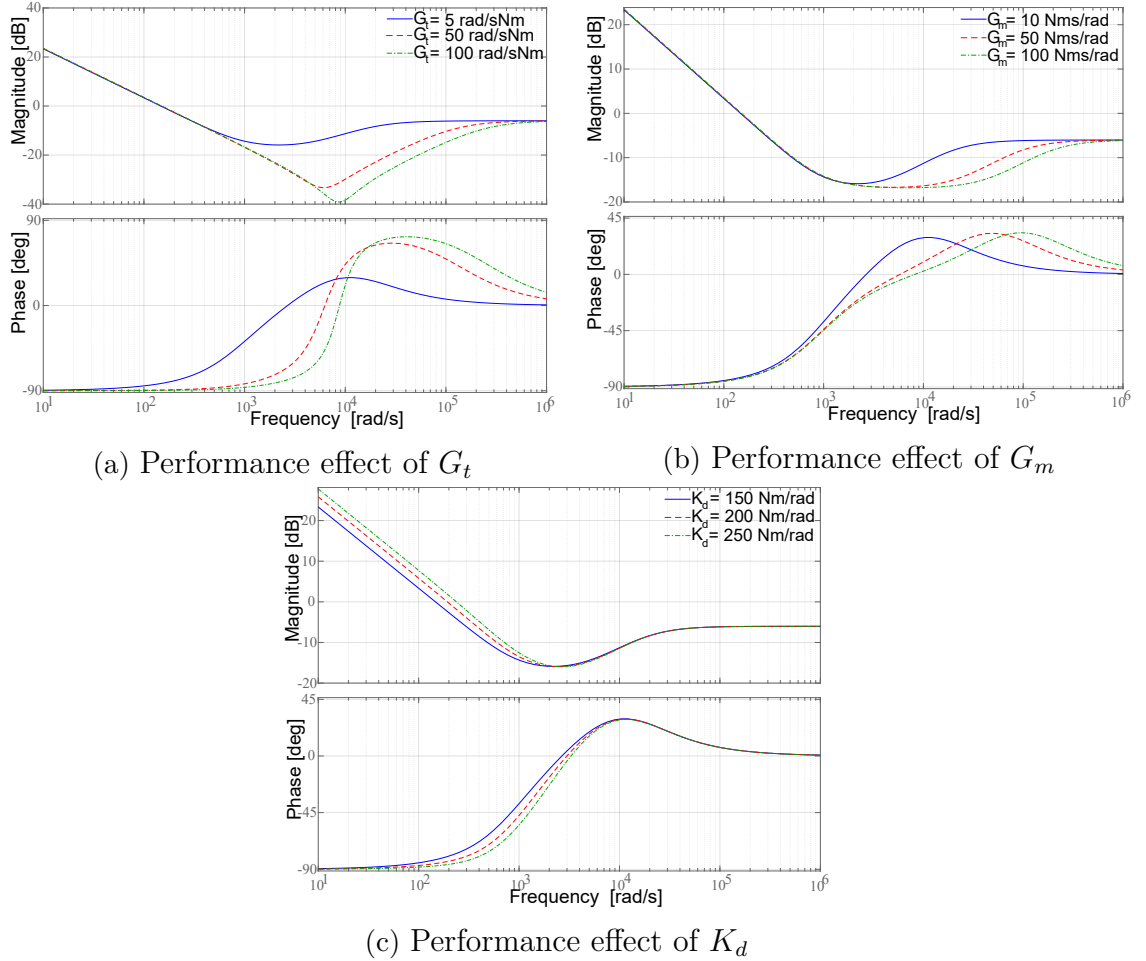 Magnitude [dB]
40
20
0
-20
-40
G_t = 5 rad/sNm
G_t = 50 rad/sNm
G_t = 100 rad/sNm
Phase [deg]
90
0
-90
10^1 10^2 10^3 10^4 10^5 10^6
Frequency [rad/s]
(a) Performance effect of G_t
Magnitude [dB]
20
10
0
-10
-20
G_m = 10 Nms/rad
G_m = 50 Nms/rad
G_m = 100 Nms/rad
Phase [deg]
45
0
-45
-90
10^1 10^2 10^3 10^4 10^5 10^6
Frequency [rad/s]
(b) Performance effect of G_m
Magnitude [dB]
20
10
0
-10
-20
K_d = 150 Nm/rad
K_d = 200 Nm/rad
K_d = 250 Nm/rad
Phase [deg]
45
0
-45
-90
10^1 10^2 10^3 10^4 10^5 10^6
Frequency [rad/s]
(c) Performance effect of K_d